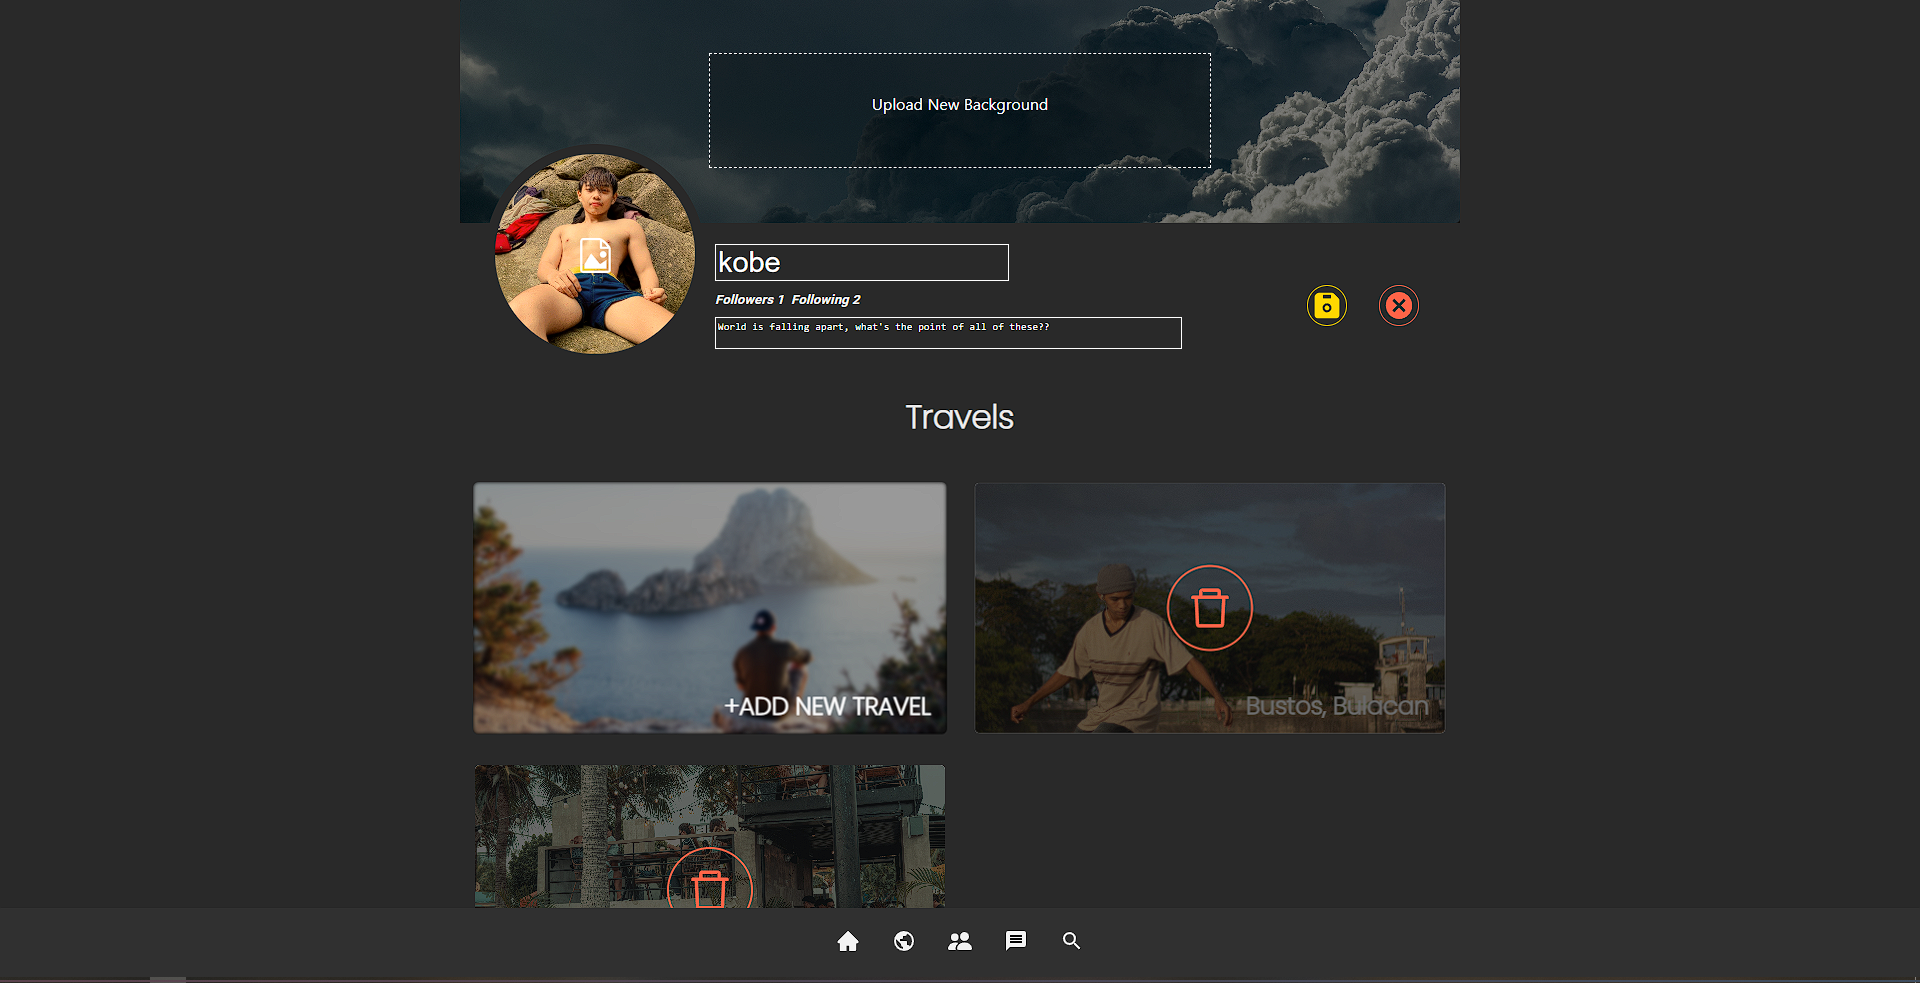 Upload New Background
kobe
Followers 1 Following 2
World is falling apart, what's the point of all of these??
Travels
+ADD NEW TRAVEL
Bustos, Bulacan